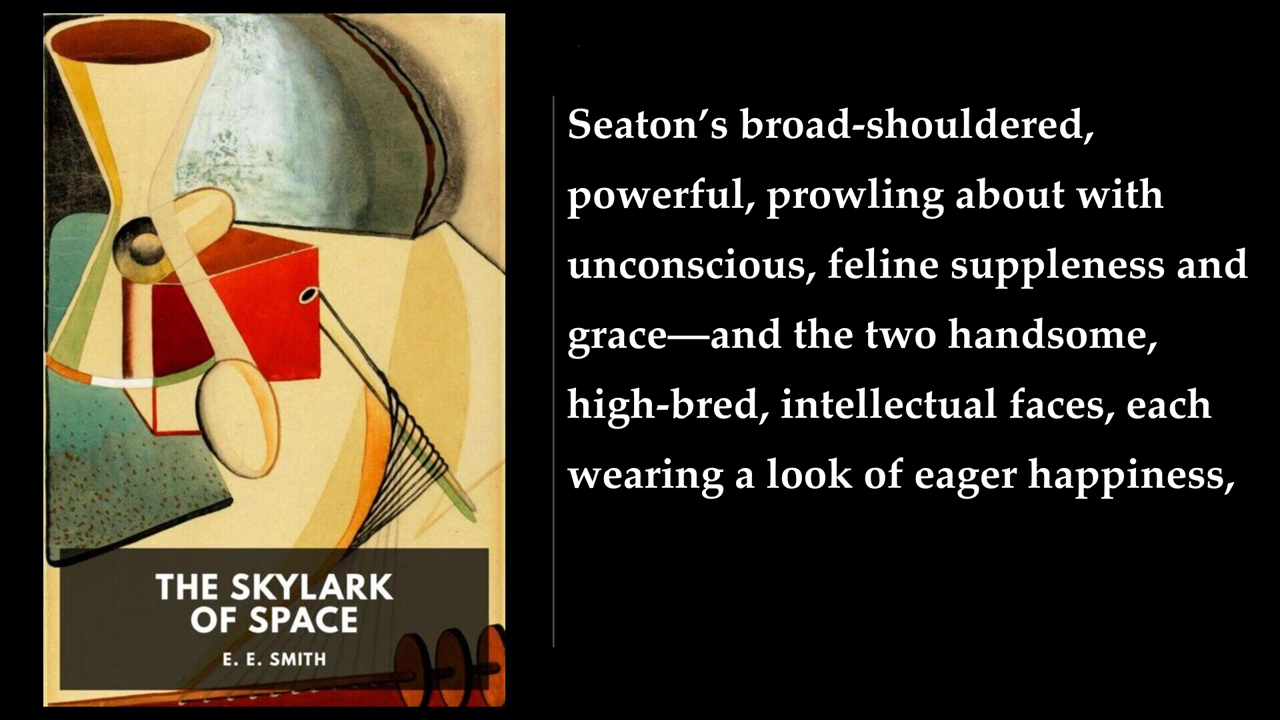 THE SKYLARK
OF SPACE
E. E. SMITH
Seaton’s broad-shouldered,
powerful, prowling about with
unconscious, feline suppleness and
grace—and the two handsome,
high-bred, intellectual faces, each
wearing a look of eager happiness,